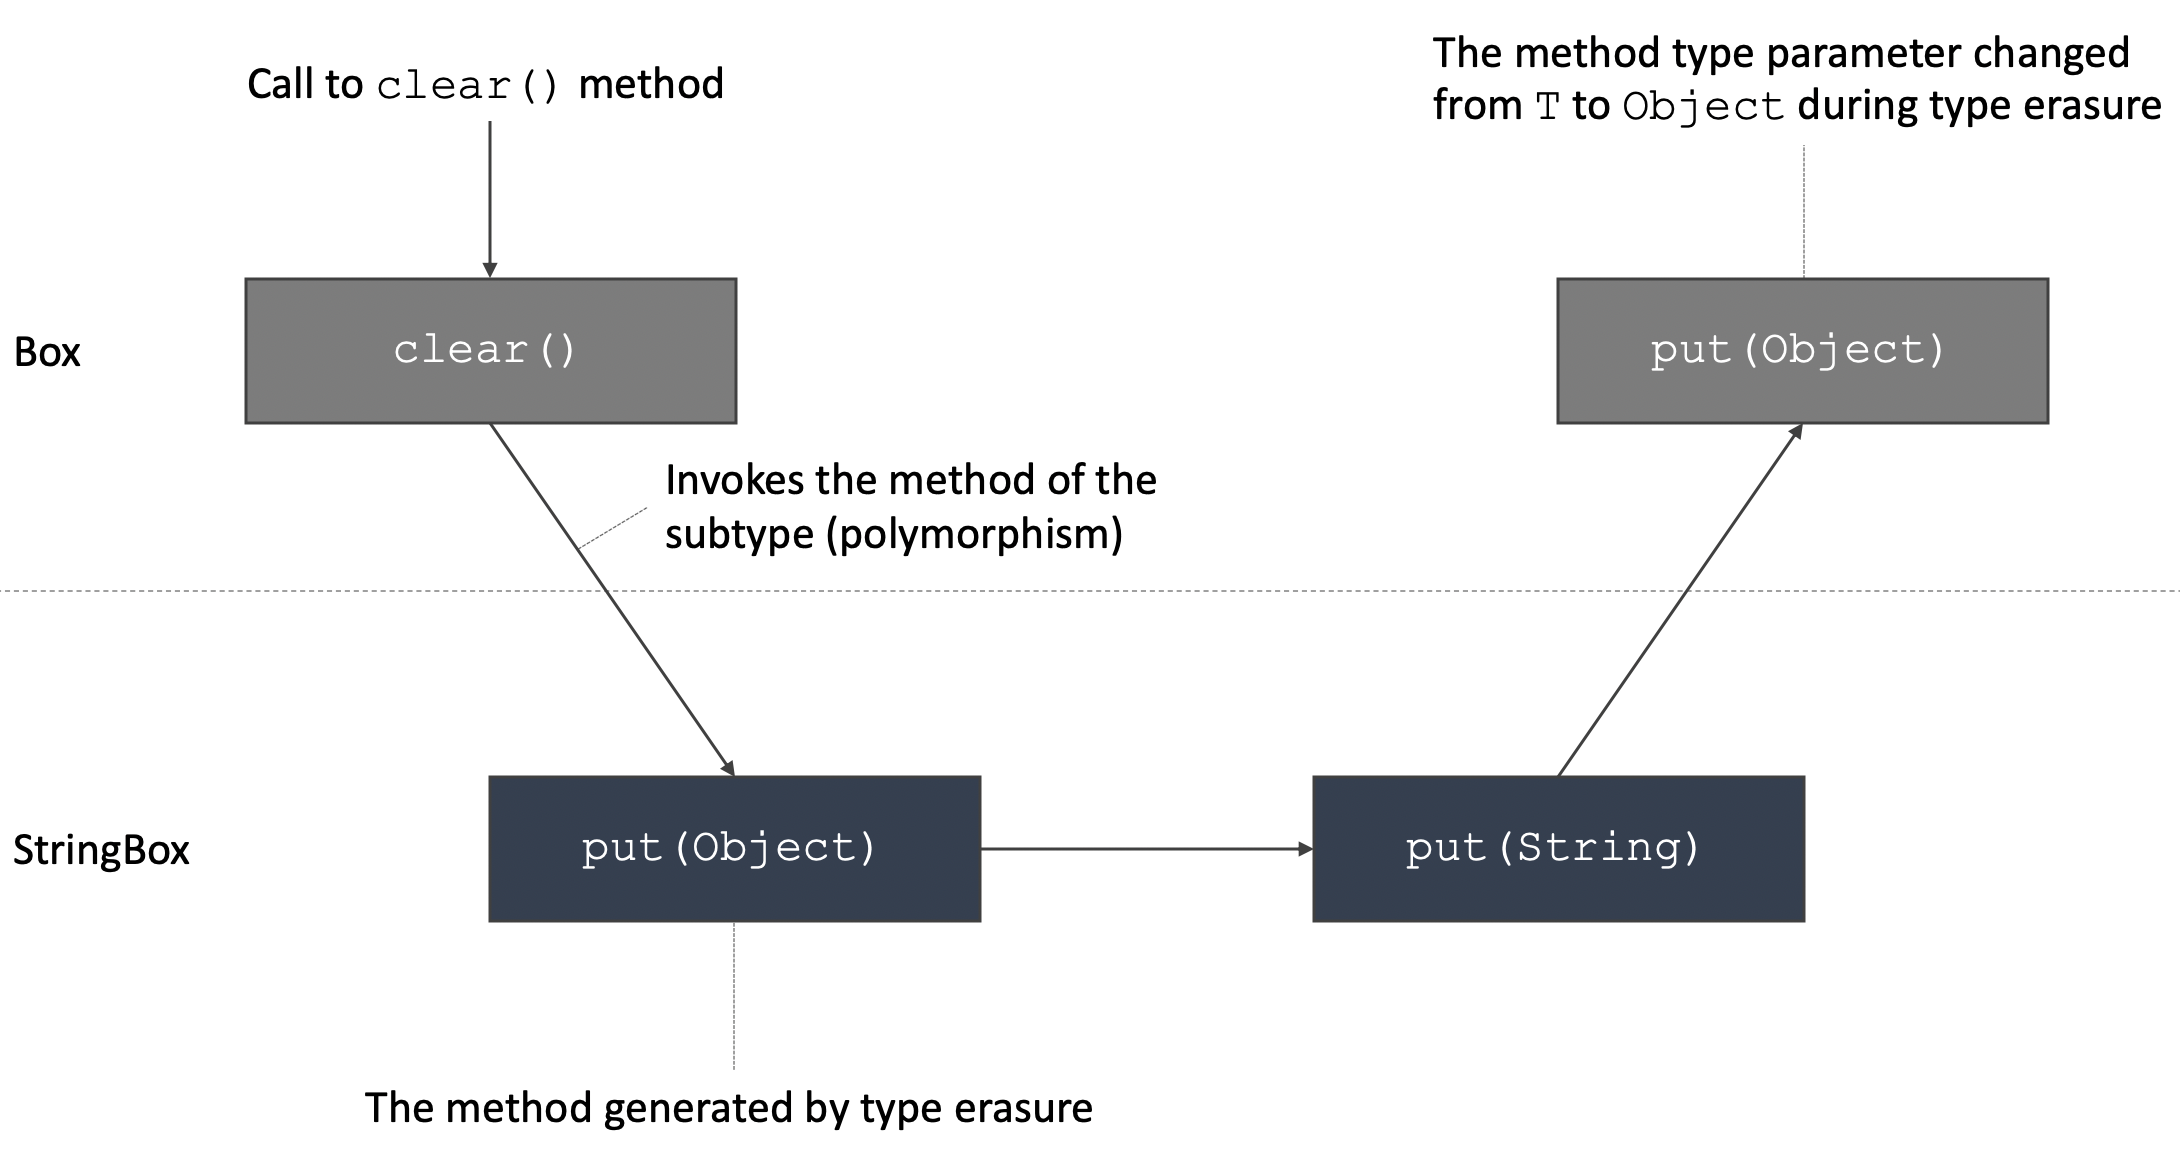 Call to clear() method
The method type parameter changed
from T to Object during type erasure
Box
clear()
put(Object)
Invokes the method of the
subtype (polymorphism)
StringBox
put(Object)
put(String)
The method generated by type erasure